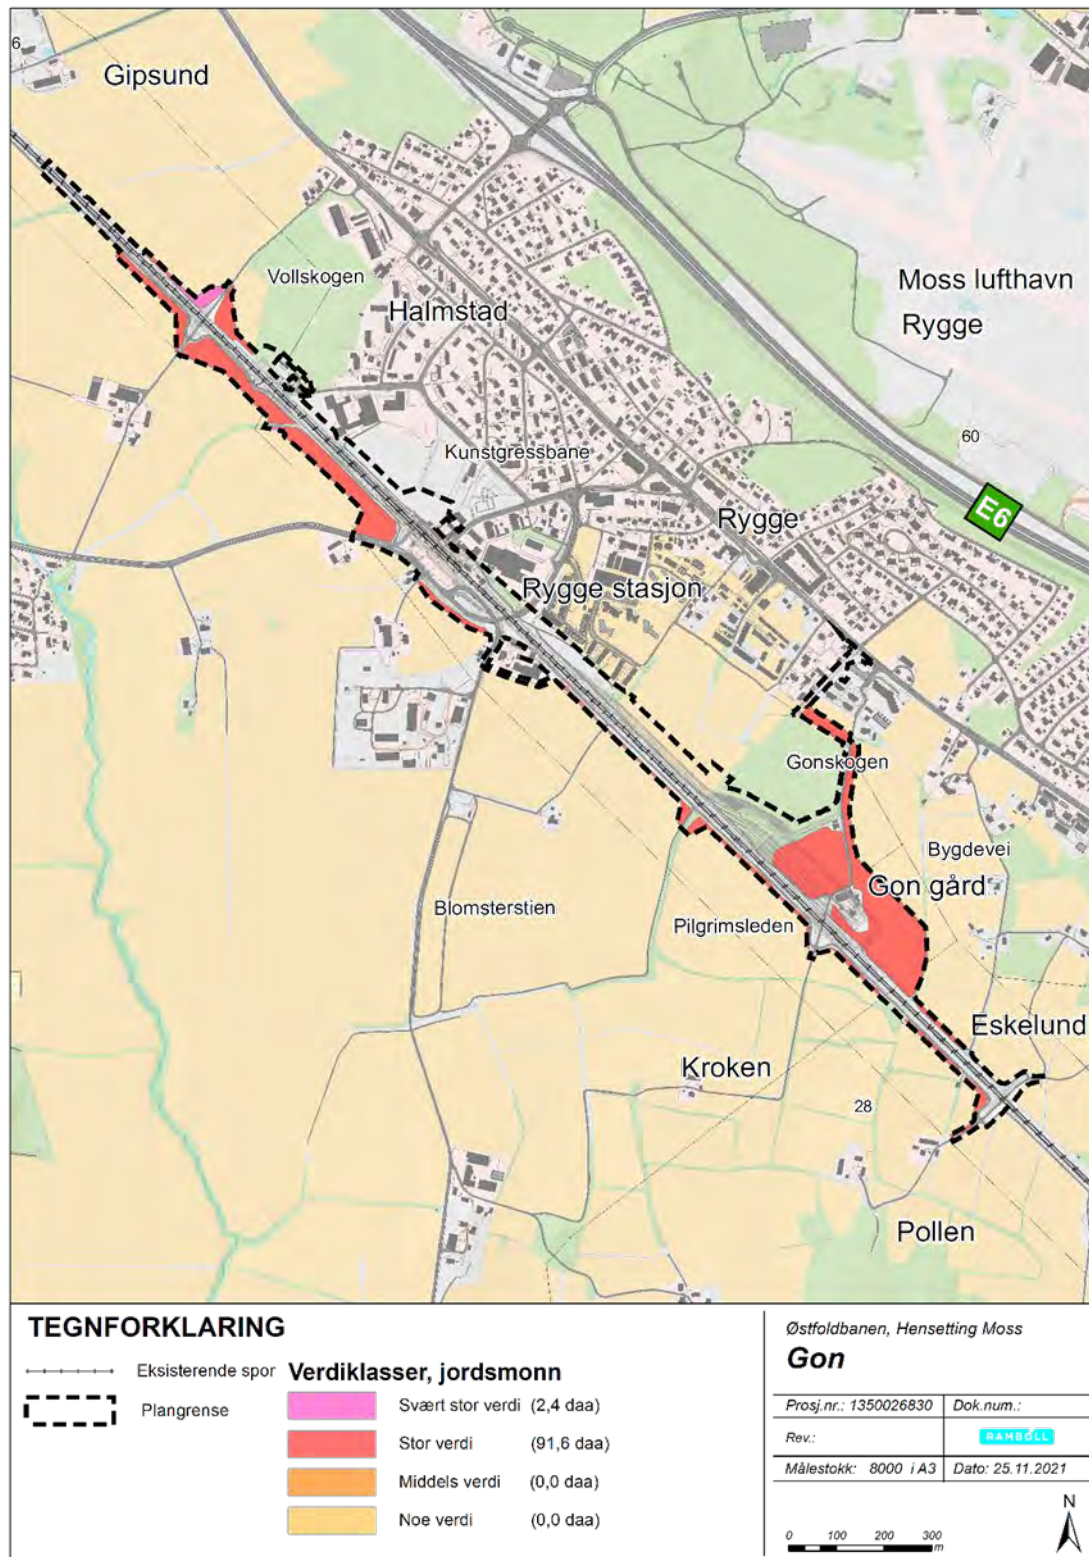 6
Gipsund
Vollskogen
Halmstad
Moss lufthavn
Rygge
60
Kunstgressbane
E6
Rygge
Rygge stasjon
Gonskogen
Bygdevei
Gon gård
Blomsterstien
Pilgrimsleden
Eskelund
Kroken
28
Pollen
TEGNFORKLARING
Eksisterende spor
Plangrense
Verdiklasser, jordsmonn
Svært stor verdi (2,4 daa)
Stor verdi (91,6 daa)
Middels verdi (0,0 daa)
Noe verdi (0,0 daa)
Østfoldbanen, Hensetting Moss
Gon
Prosj.nr.: 1350026830 Dok.num.:
Rev.: RAMBOLL
Målestokk: 8000 i A3 Dato: 25.11.2021
N
0 100 200 300
m